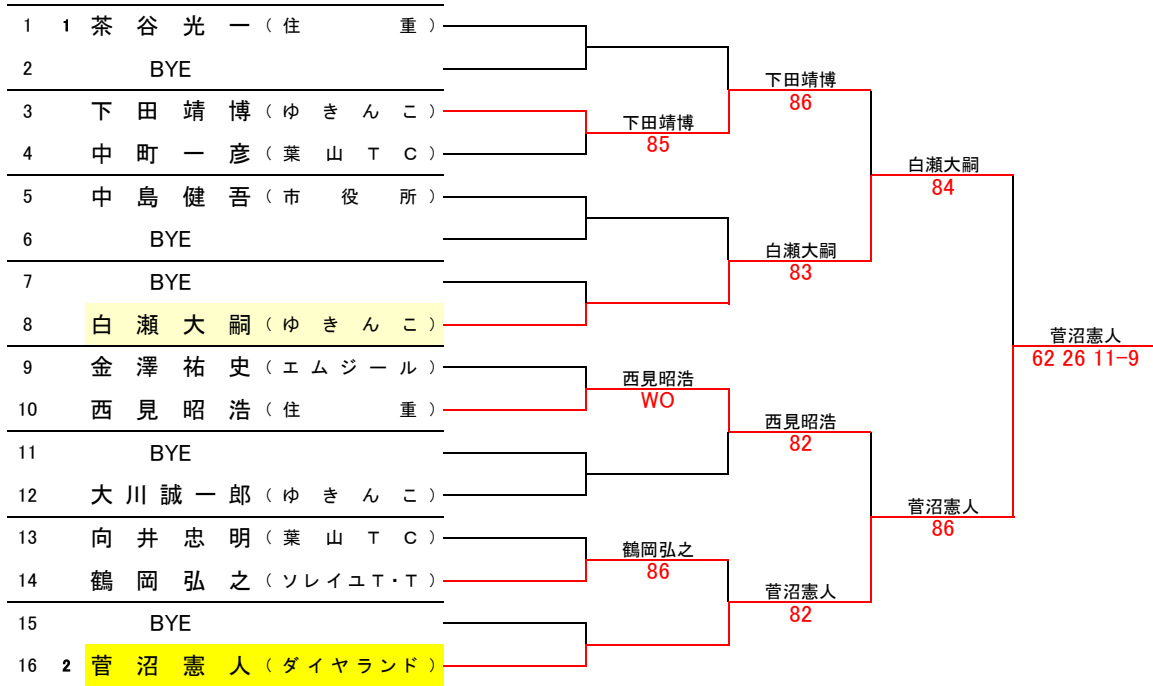 1 1 茶谷光一(住重)
2 BYE
3 下田靖博(ゆきんこ)
4 中町一彦(葉山TC)
5 中島健吾(市役所)
6 BYE
7 BYE
8 白瀬大嗣(ゆきんこ)
9 金澤祐史(エムジール)
10 西見昭浩(住重)
11 BYE
12 大川誠一郎(ゆきんこ)
13 向井忠明(葉山TC)
14 鶴岡弘之(ソレイユT・T)
15 BYE
16 2 菅沼憲人(ダイヤランド)
下田靖博
85
西見昭浩
WO
鶴岡弘之
86
下田靖博
86
白瀬大嗣
83
西見昭浩
82
菅沼憲人
82
白瀬大嗣
84
菅沼憲人
86
菅沼憲人
62 26 11-9